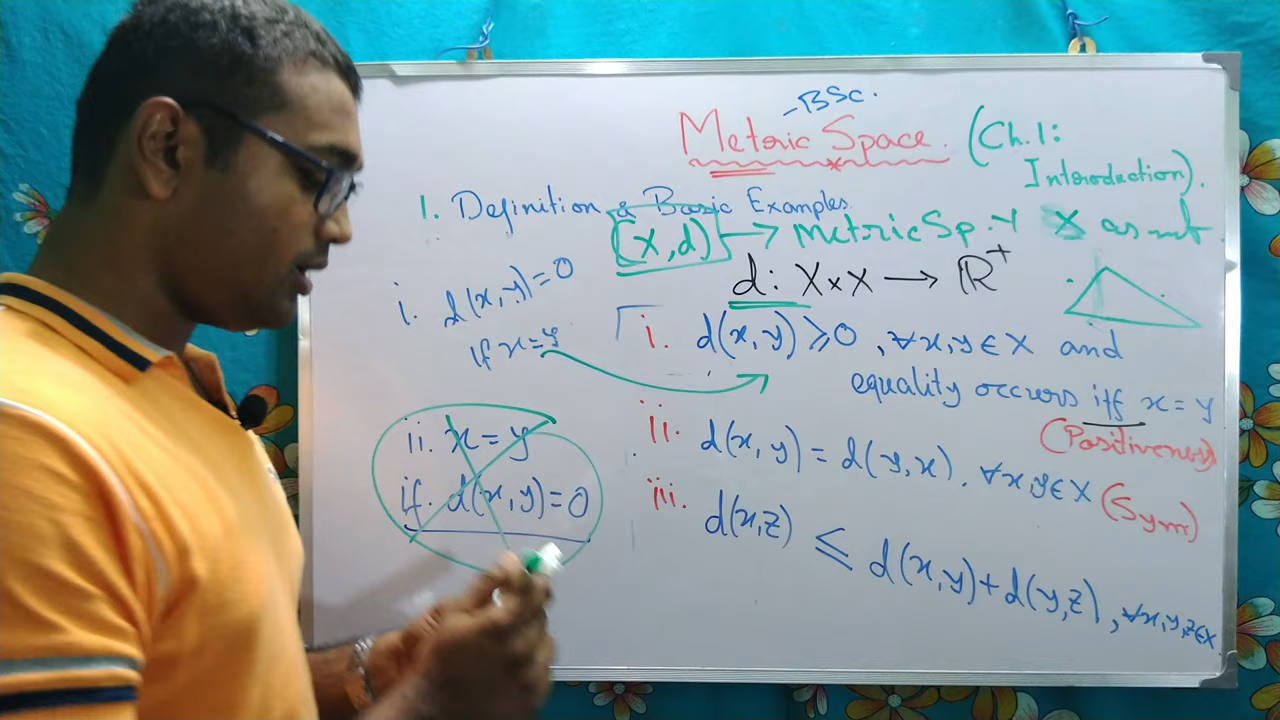 -BSc.
Metric Space. (Ch.1:
Introduction).
1. Definition & Basic Examples.
(X,d) → Metric Sp. X as
d: X×X → ℝ⁺
i. d(x,y)=0
if x=y
i. d(x,y)≥0, ∀x,y∈X and
equality occurs iff x=y
(Positiveness)
ii. x=y
if d(x,y)=0
ii. d(x,y)=d(y,x). ∀x,y∈X (Sym)
iii. d(x,z) ≤ d(x,y)+d(y,z), ∀x,y,z∈X